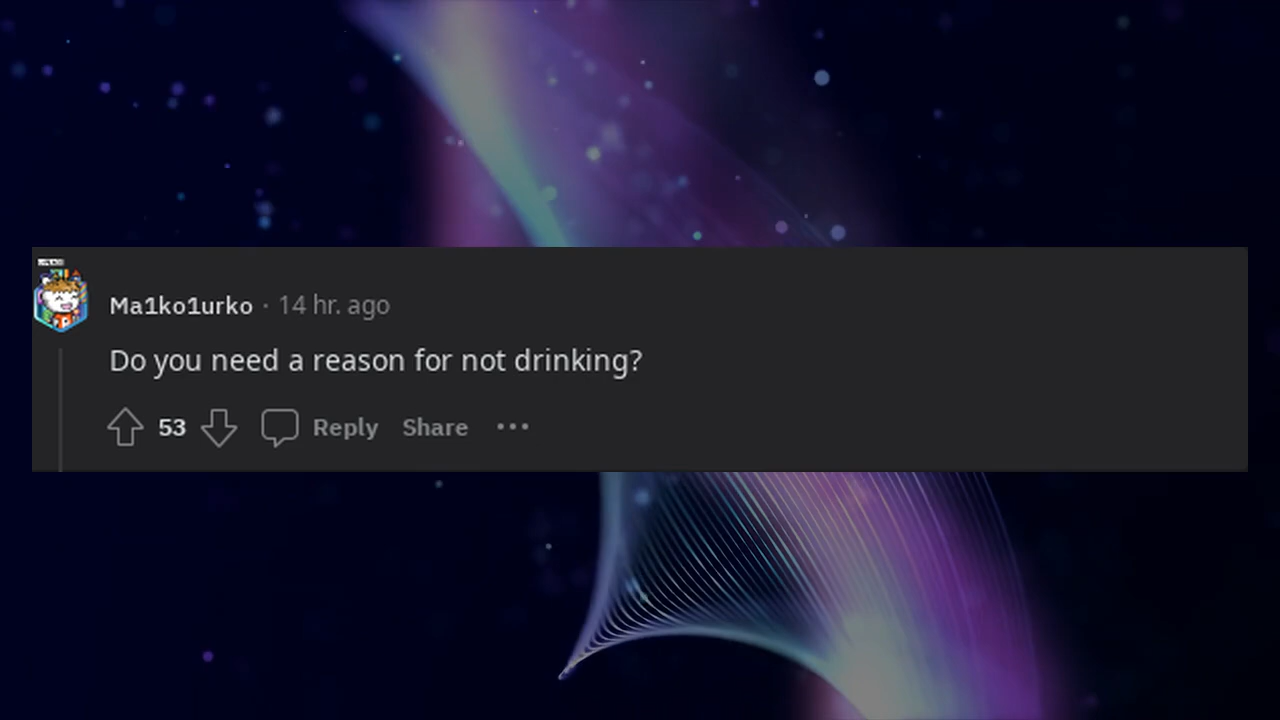 Ma1ko1urko · 14 hr. ago
Do you need a reason for not drinking?
53 Reply Share ...